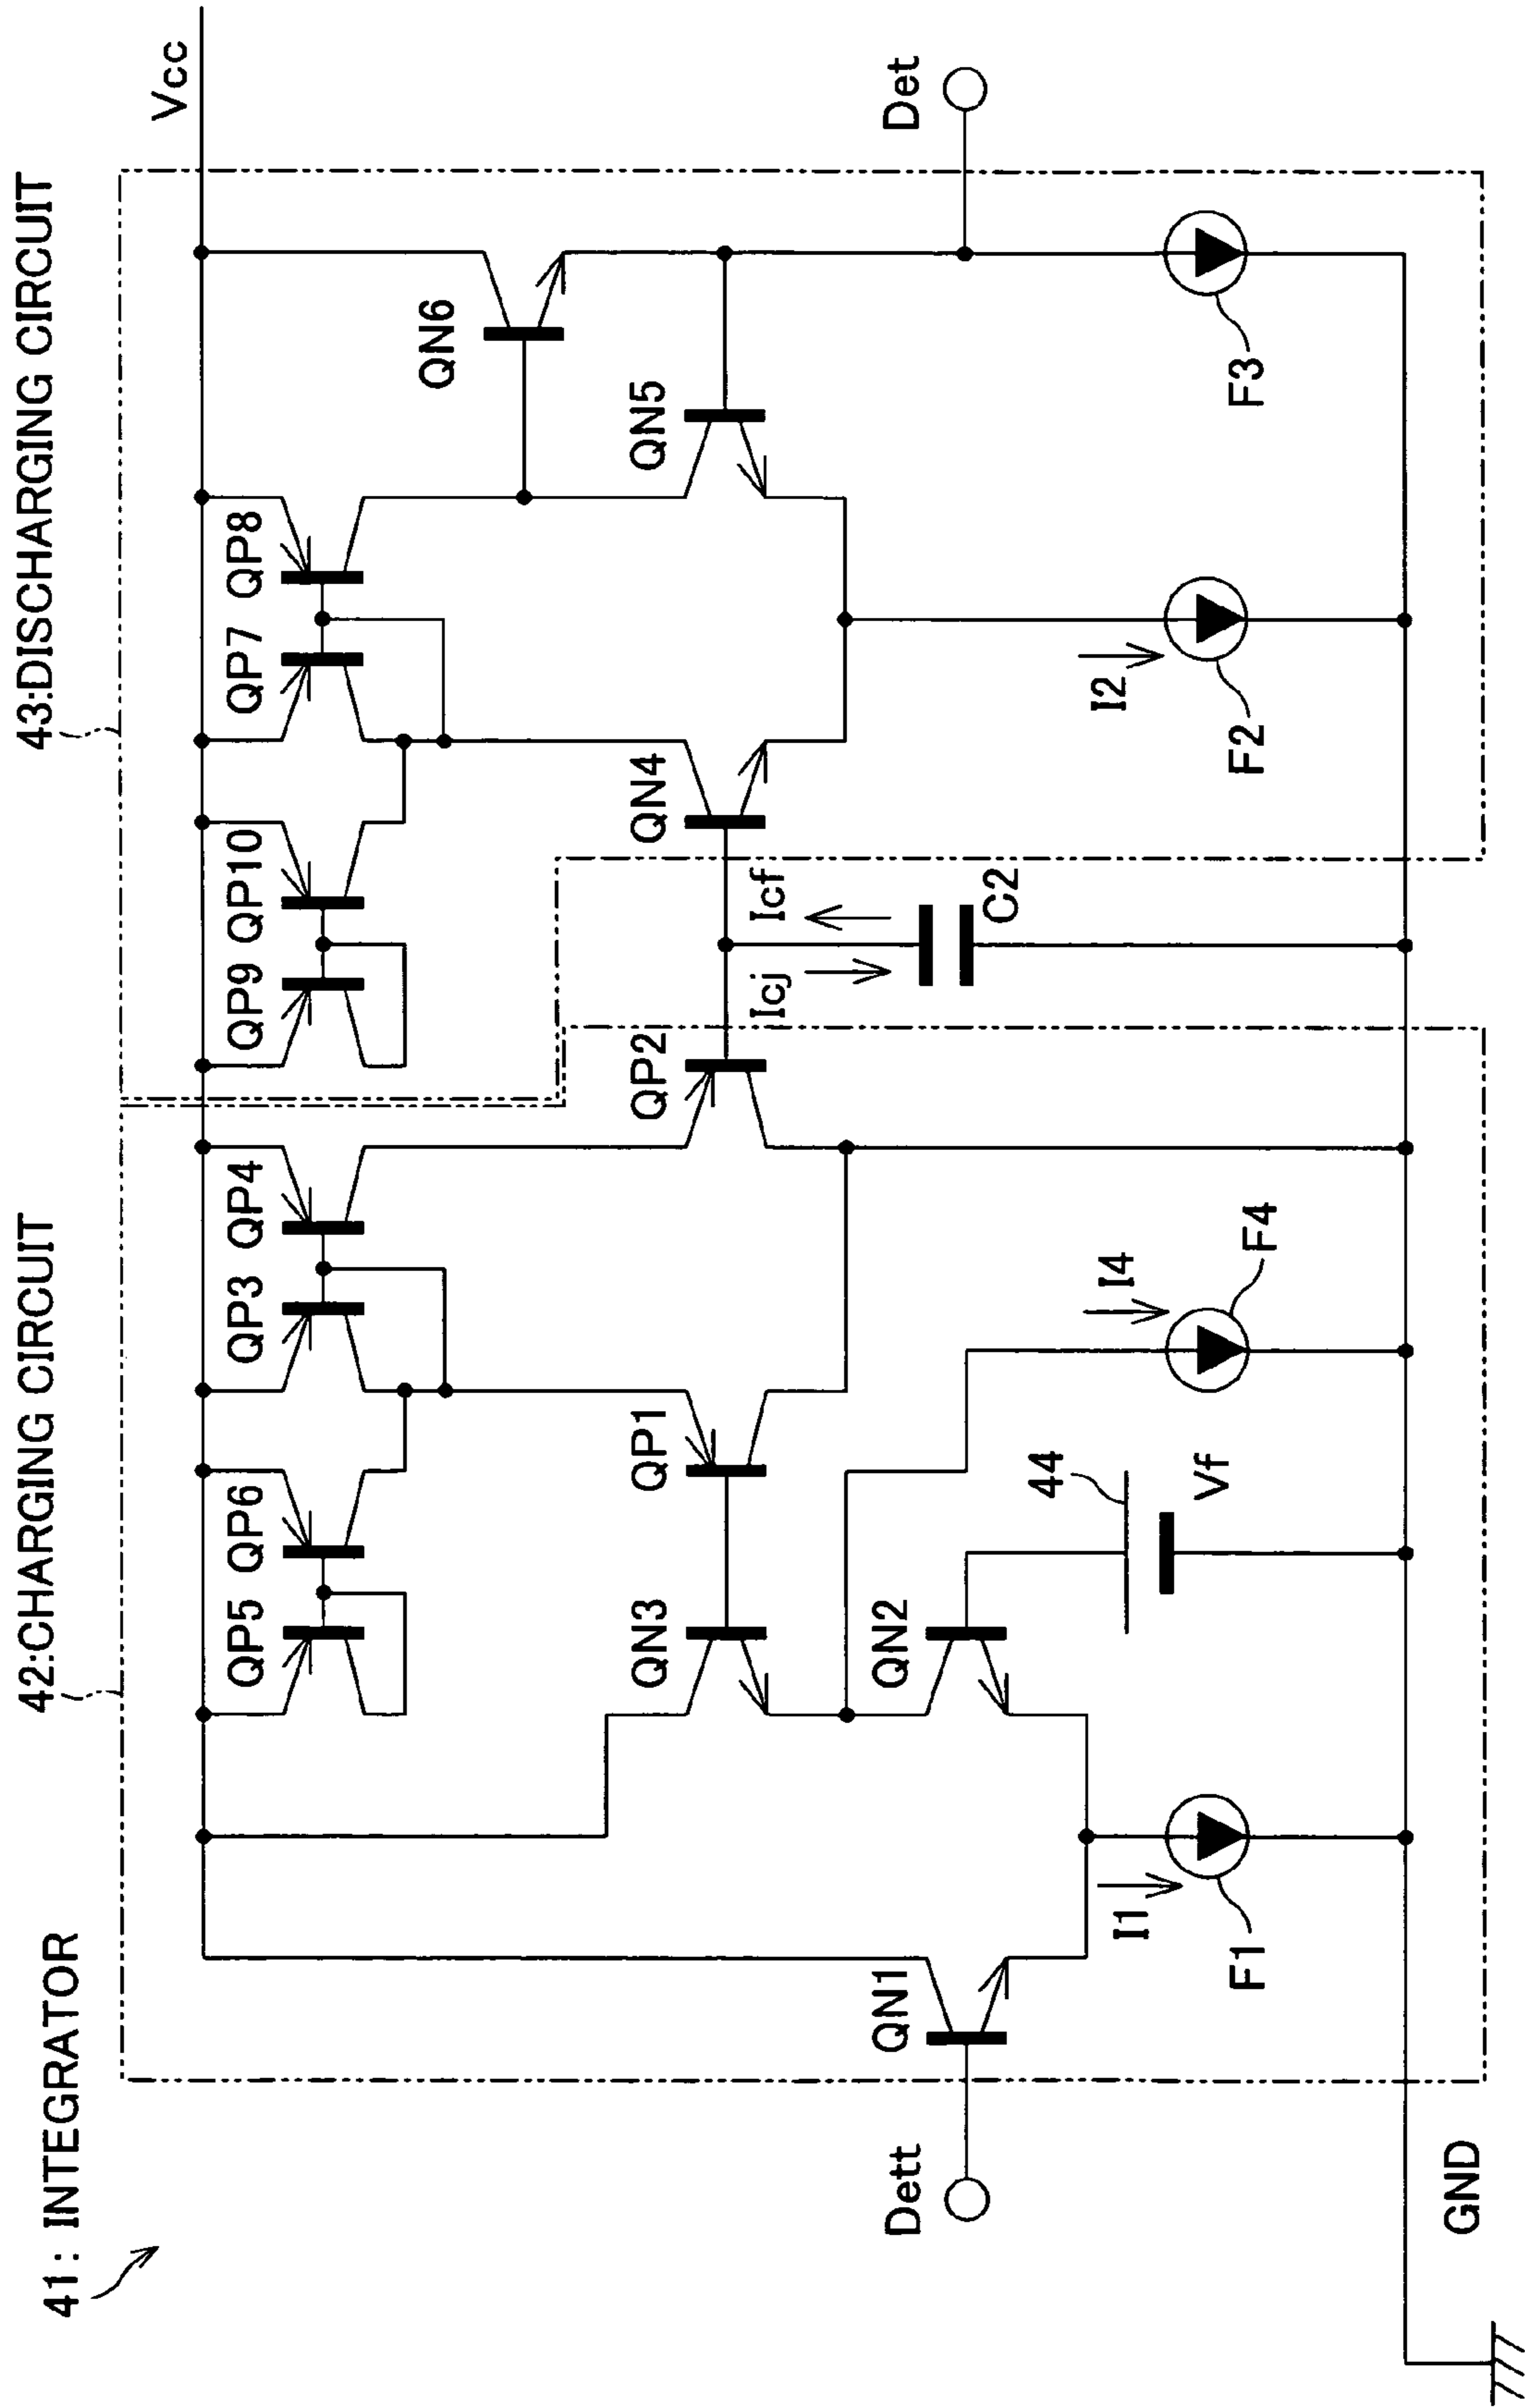 41: INTEGRATOR
42:CHARGING CIRCUIT
43:DISCHARGING CIRCUIT
Vcc
QP5
QP6
QP3
QP4
QP9
QP10
QP7
QP8
QN6
QN3
QP1
QP2
QN4
QN5
Icj
Icf
C2
Dett
QN1
QN2
Det
44
Vf
I1
F1
I4
F4
I2
F2
F3
GND